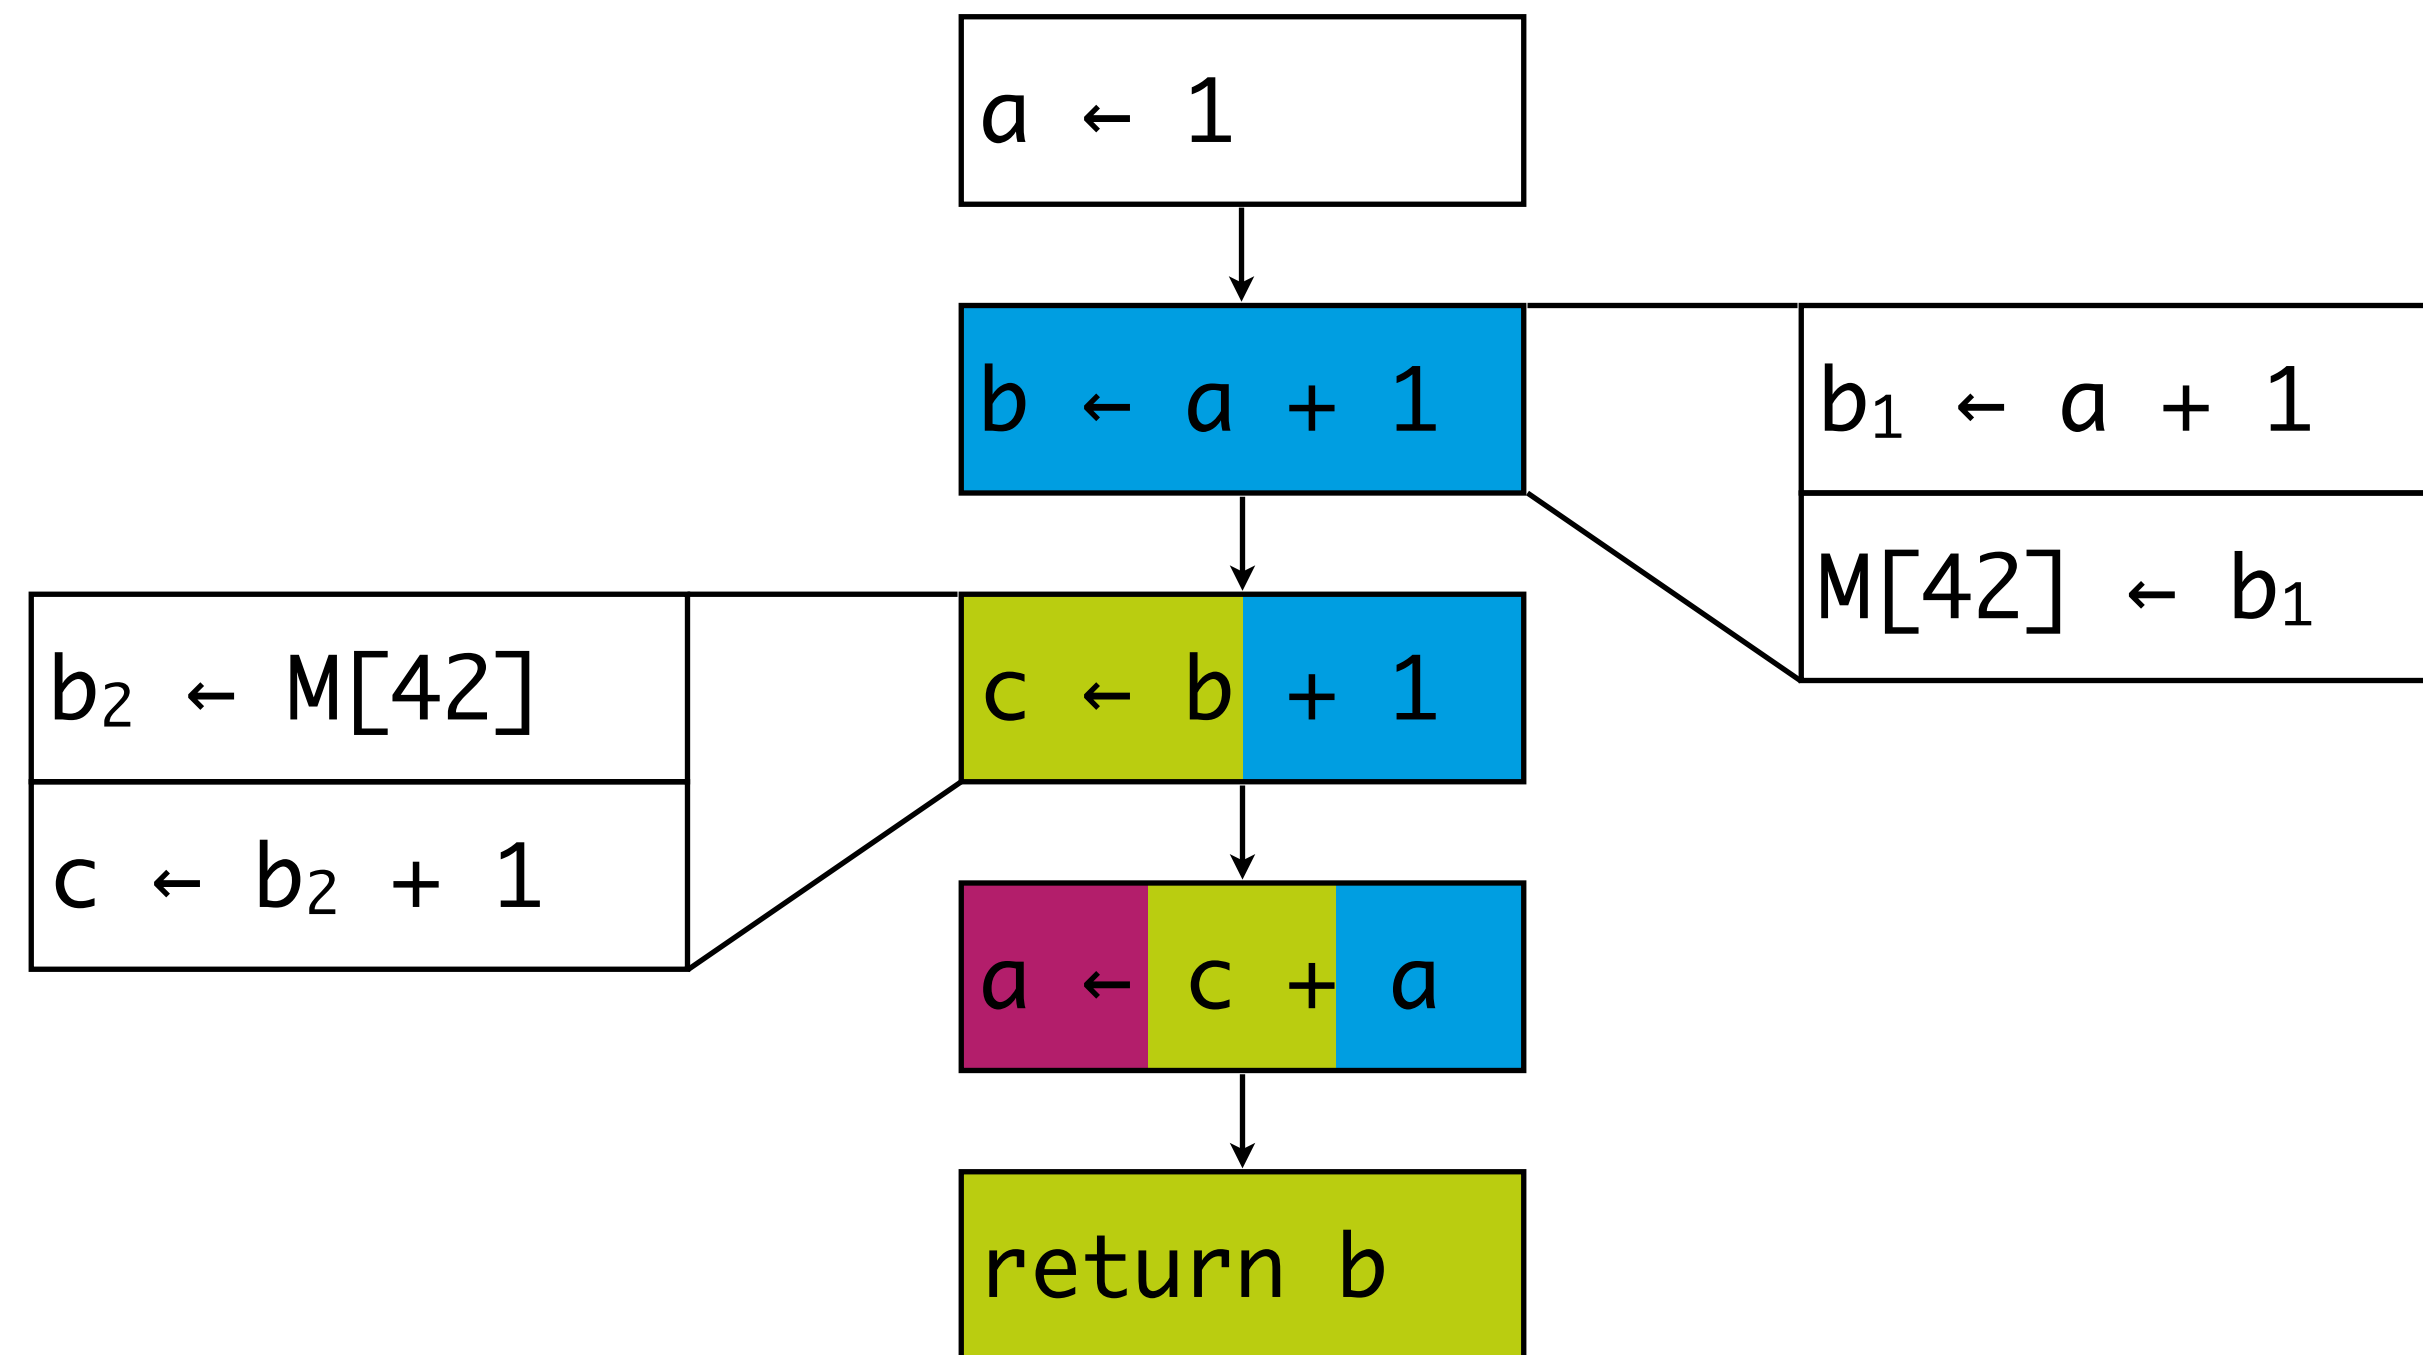 a ← 1
b ← a + 1
b₁ ← a + 1
M[42] ← b₁
b₂ ← M[42]
c ← b₂ + 1
c ← b + 1
a ← c + a
return b